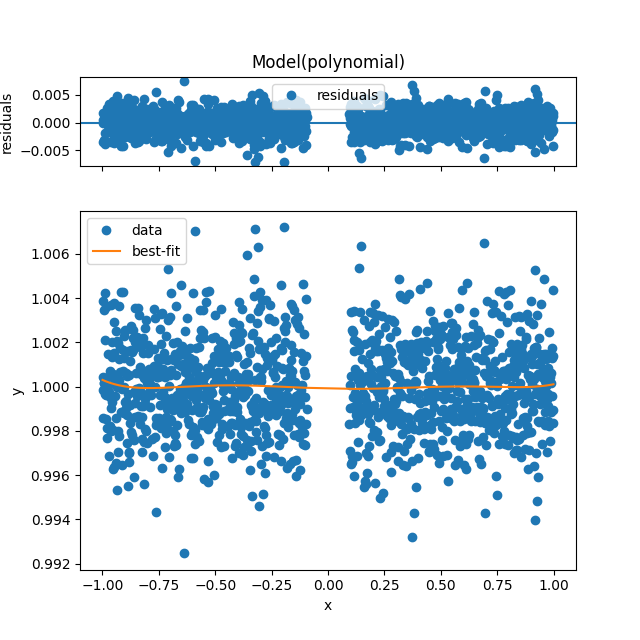 Model(polynomial)
residuals
0.005
0.000
−0.005
residuals
data
best-fit
y
1.006
1.004
1.002
1.000
0.998
0.996
0.994
0.992
−1.00 −0.75 −0.50 −0.25 0.00 0.25 0.50 0.75 1.00
x